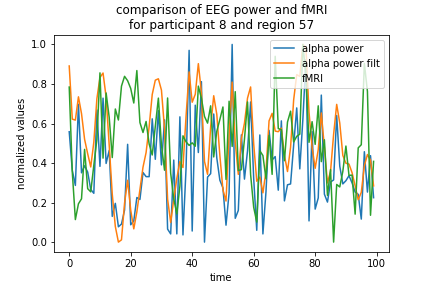 comparison of EEG power and fMRI
for participant 8 and region 57
alpha power
alpha power filt
fMRI
normalized values
1.0
0.8
0.6
0.4
0.2
0.0
0
20
40
60
80
100
time